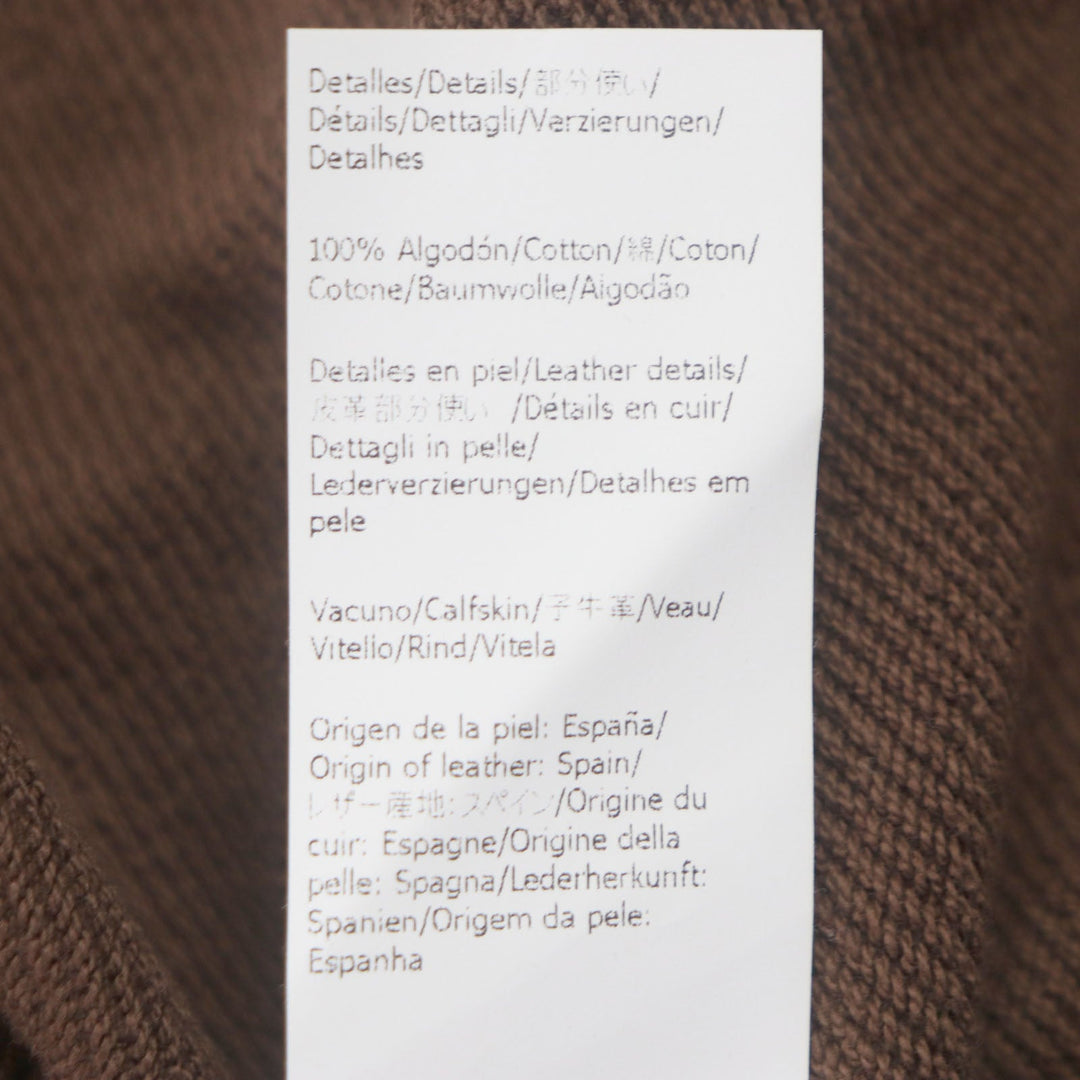 Detalles/Details/部分使い/
Détails/Dettagli/Verzierungen/
Detalhes
100% Algodón/Cotton/綿/Coton/
Cotone/Baumwolle/Algodão
Detalles en piel/Leather details/
皮革部分使い /Détails en cuir/
Dettagli in pelle/
Lederverzierungen/Detalhes em
pele
Vacuno/Calfskin/子牛革/Veau/
Vitello/Rind/Vitela
Origen de la piel: España/
Origin of leather: Spain/
レザー産地:スペイン/Origine du
cuir: Espagne/Origine della
pelle: Spagna/Lederherkunft:
Spanien/Origem da pele:
Espanha